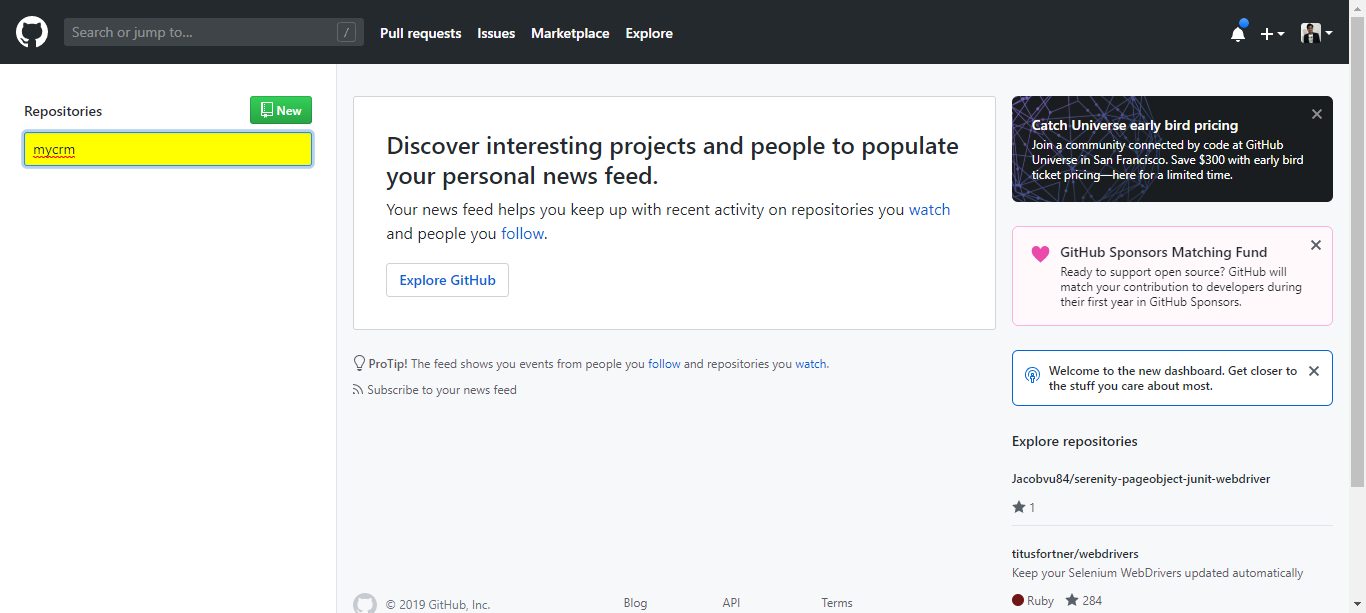 Search or jump to...
/
Pull requests
Issues
Marketplace
Explore
Repositories
New
mycrm
Discover interesting projects and people to populate
your personal news feed.
Your news feed helps you keep up with recent activity on repositories you watch
and people you follow.
Explore GitHub
ProTip! The feed shows you events from people you follow and repositories you watch.
Subscribe to your news feed
© 2019 GitHub, Inc.
Blog
API
Terms
Catch Universe early bird pricing
Join a community connected by code at GitHub
Universe in San Francisco. Save $300 with early bird
ticket pricing—here for a limited time.
GitHub Sponsors Matching Fund
Ready to support open source? GitHub will
match your contribution to developers during
their first year in GitHub Sponsors.
Welcome to the new dashboard. Get closer to
the stuff you care about most.
Explore repositories
Jacobvu84/serenity-pageobject-junit-webdriver
1
titusfortner/webdrivers
Keep your Selenium WebDrivers updated automatically
Ruby 284